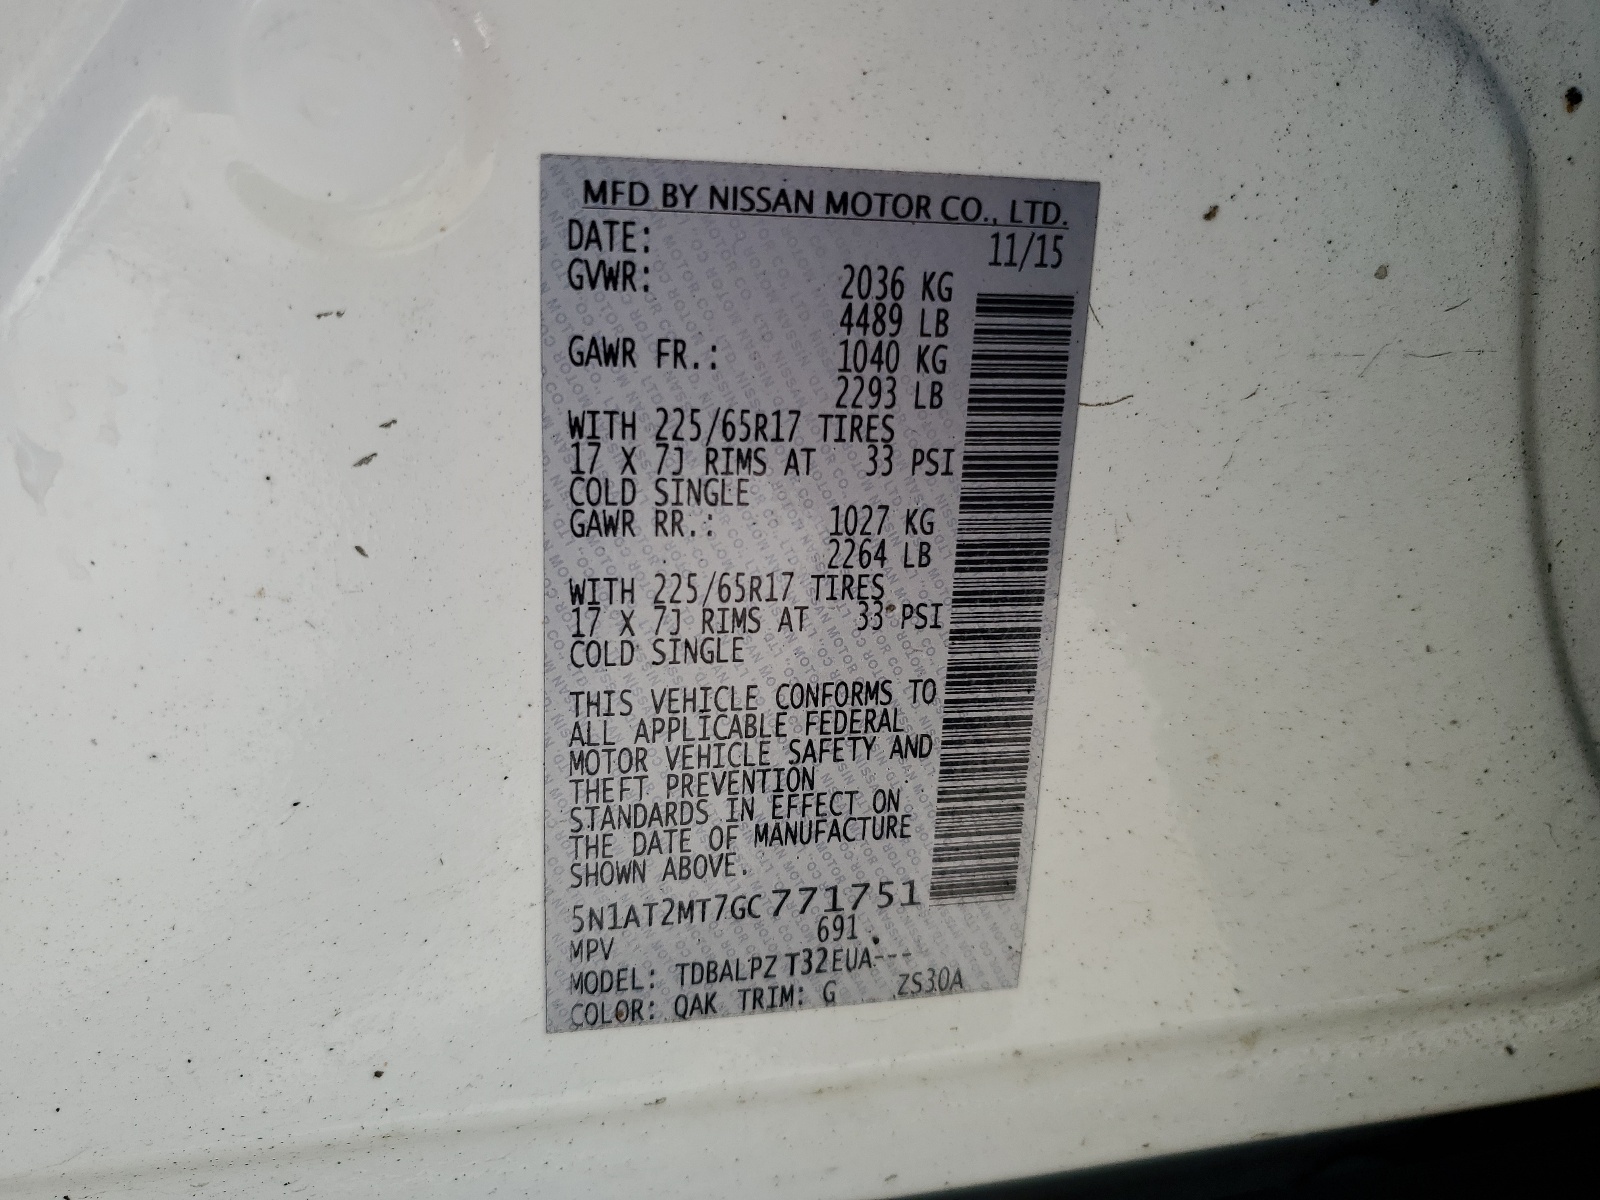 MFD BY NISSAN MOTOR CO., LTD.
DATE: 11/15
GVWR: 2036 KG
4489 LB
GAWR FR.: 1040 KG
2293 LB
WITH 225/65R17 TIRES
17 X 7J RIMS AT 33 PSI
COLD SINGLE
GAWR RR.: 1027 KG
2264 LB
WITH 225/65R17 TIRES
17 X 7J RIMS AT 33 PSI
COLD SINGLE
THIS VEHICLE CONFORMS TO
ALL APPLICABLE FEDERAL
MOTOR VEHICLE SAFETY AND
THEFT PREVENTION
STANDARDS IN EFFECT ON
THE DATE OF MANUFACTURE
SHOWN ABOVE.
5N1AT2MT7GC771751
MPV 691
MODEL: TDBALPZ T32EUA---
COLOR: QAK TRIM: G ZS30A